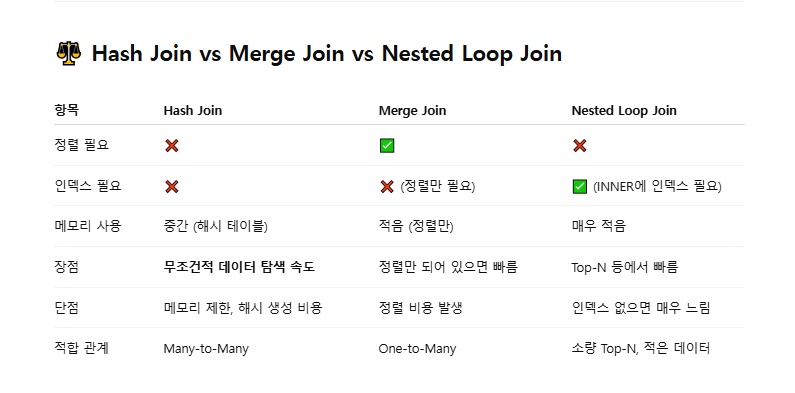 ⚖️ Hash Join vs Merge Join vs Nested Loop Join
항목 Hash Join Merge Join Nested Loop Join
정렬 필요 ❌ ✅ ❌
인덱스 필요 ❌ ❌ (정렬만 필요) ✅ (INNER에 인덱스 필요)
메모리 사용 중간 (해시 테이블) 적음 (정렬만) 매우 적음
장점 무조건적 데이터 탐색 속도 정렬만 되어 있으면 빠름 Top-N 등에서 빠름
단점 메모리 제한, 해시 생성 비용 정렬 비용 발생 인덱스 없으면 매우 느림
적합 관계 Many-to-Many One-to-Many 소량 Top-N, 적은 데이터